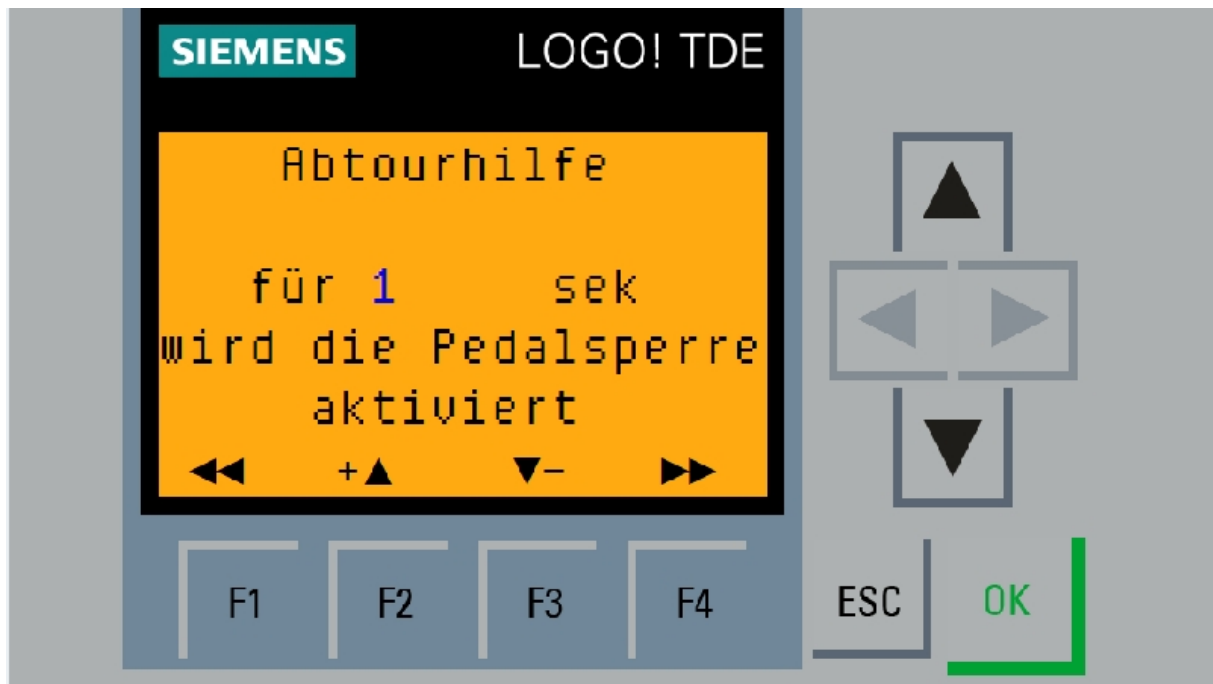 SIEMENS LOGO! TDE
Abtourhilfe
für 1 sek
wird die Pedalsperre
aktiviert
◀◀ +▲ ▼- ▶▶
F1 F2 F3 F4 ESC OK